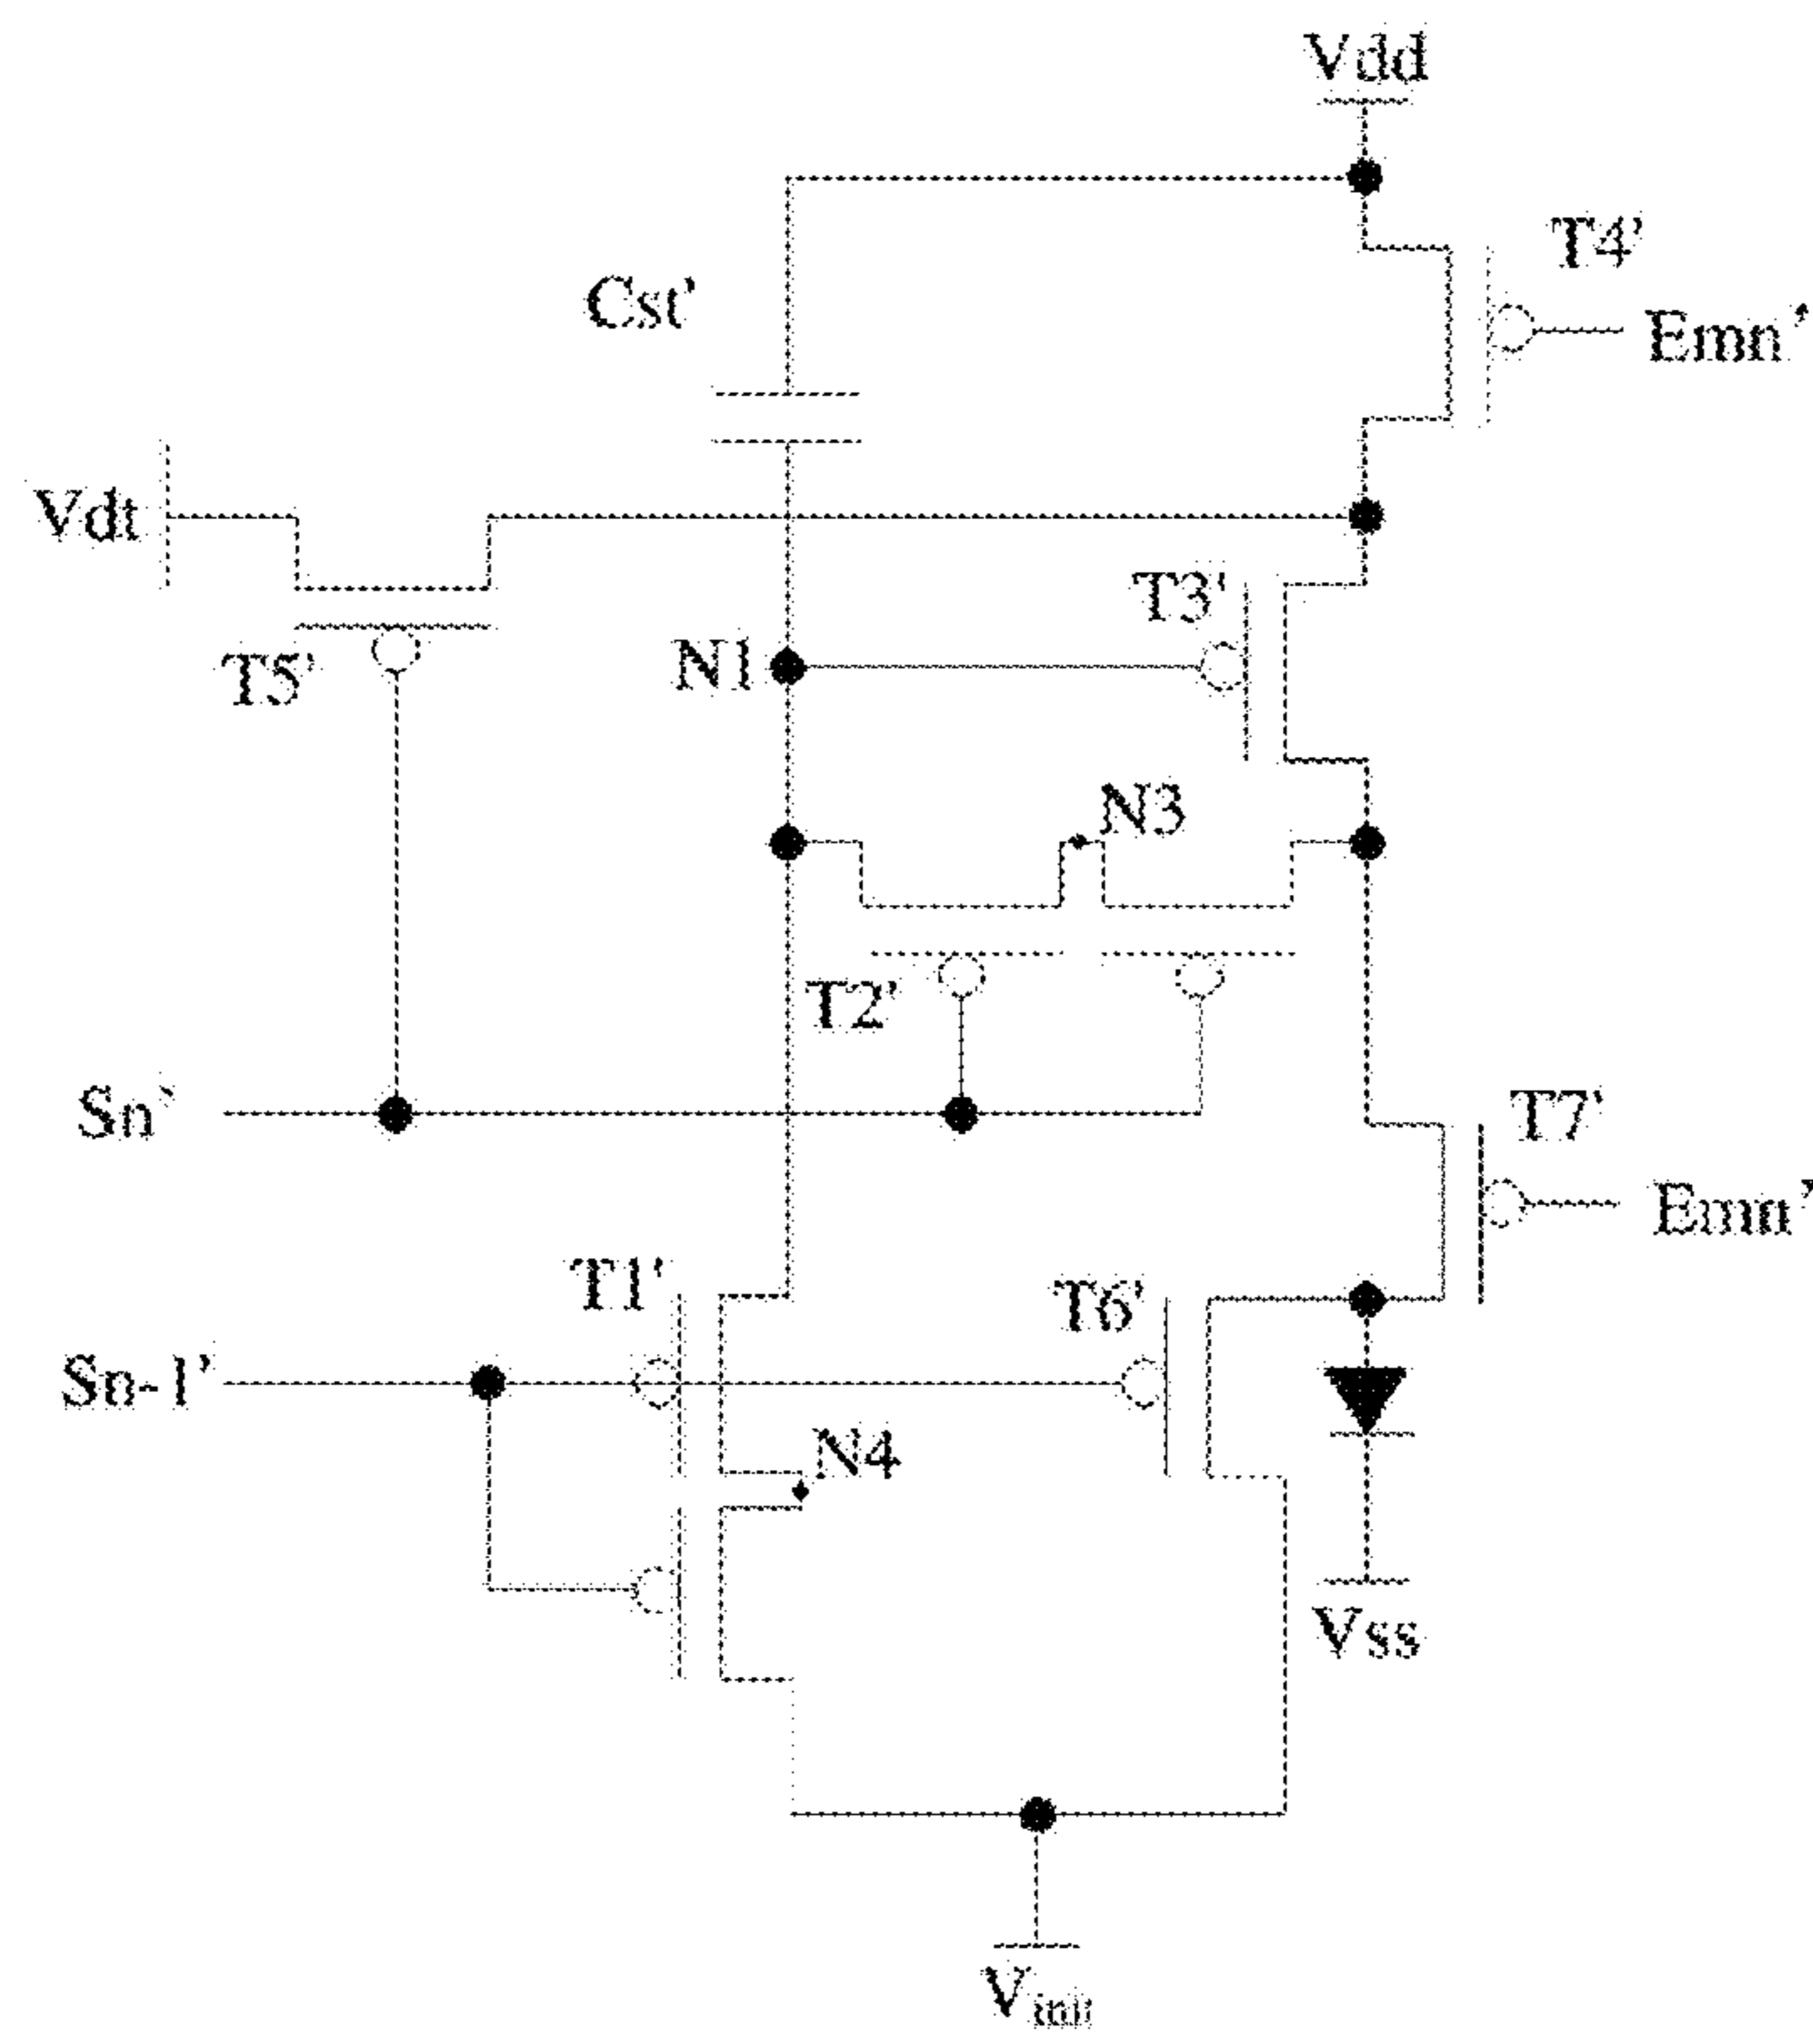 Vdd
T4'
Cst'
Emn'
Vdt
T3'
T5'
N1
N3
T2'
Sn'
T7'
Emn'
T1'
T6'
Sn-1'
N4
Vss
Vinit